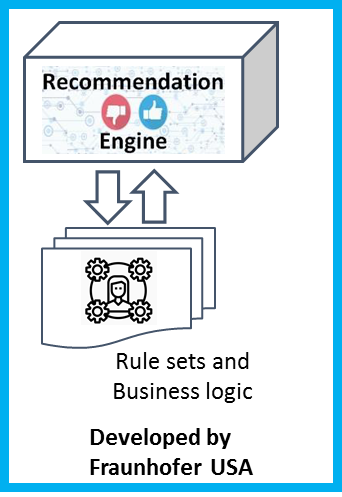 Recommendation
Engine
Rule sets and
Business logic
Developed by
Fraunhofer USA